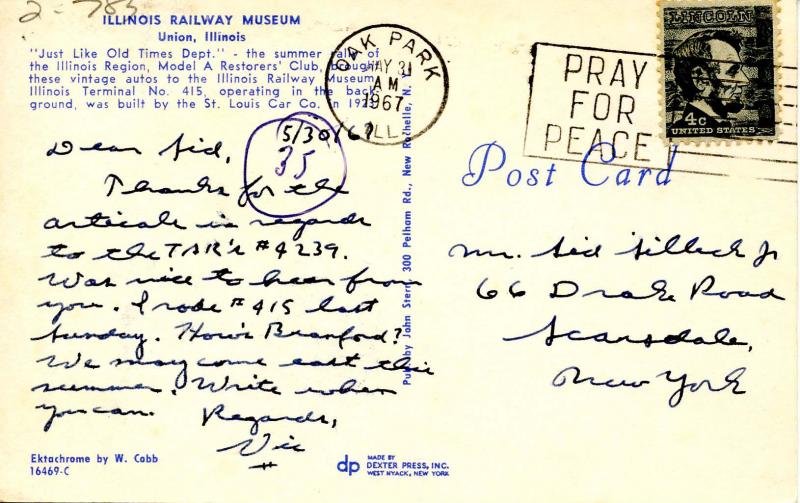 2-783
ILLINOIS RAILWAY MUSEUM
Union, Illinois
"Just Like Old Times Dept." - the summer rally of
the Illinois Region, Model A Restorers' Club, brought
these vintage autos to the Illinois Railway Museum.
Illinois Terminal No. 415, operating in the back-
ground, was built by the St. Louis Car Co. in
5/30/67
35
Dear Sid,
Thanks for the
articale in regards
to the TAR's #4239.
Was nice to hear from
you. I rode #415 last
Sunday. How's Branford?
We may come east this
summer. Write when
you can. Regards,
Vic
Ektachrome by W. Cobb
16469-C
Pub. by John Stern, 300 Pelham Rd., New Rochelle, N.
dp MADE BY
DEXTER PRESS, INC.
WEST NYACK, NEW YORK
OAK PARK
MAY 31
AM
1967
ILL.
PRAY
FOR
PEACE
LINCOLN
4c
UNITED STATES
Post Card
Mr. Sid Silleck Jr
66 Drake Road
Scarsdale,
New York